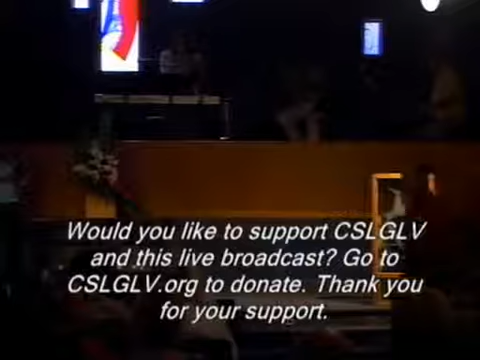 Would you like to support CSLGLV
and this live broadcast? Go to
CSLGLV.org to donate. Thank you
for your support.